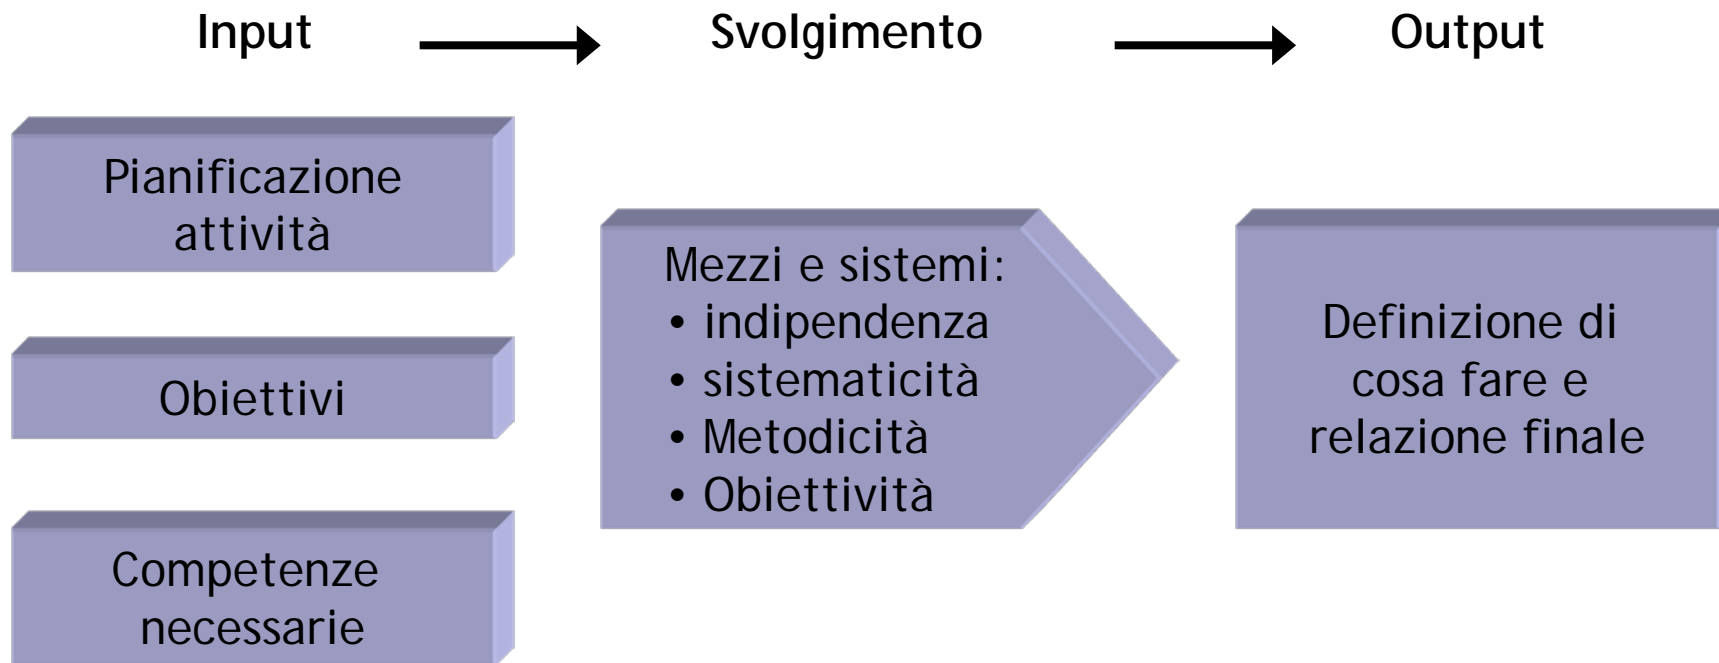 Input
Svolgimento
Output
Pianificazione
attività
Obiettivi
Competenze
necessarie
Mezzi e sistemi:
• indipendenza
• sistematicità
• Metodicità
• Obiettività
Definizione di
cosa fare e
relazione finale